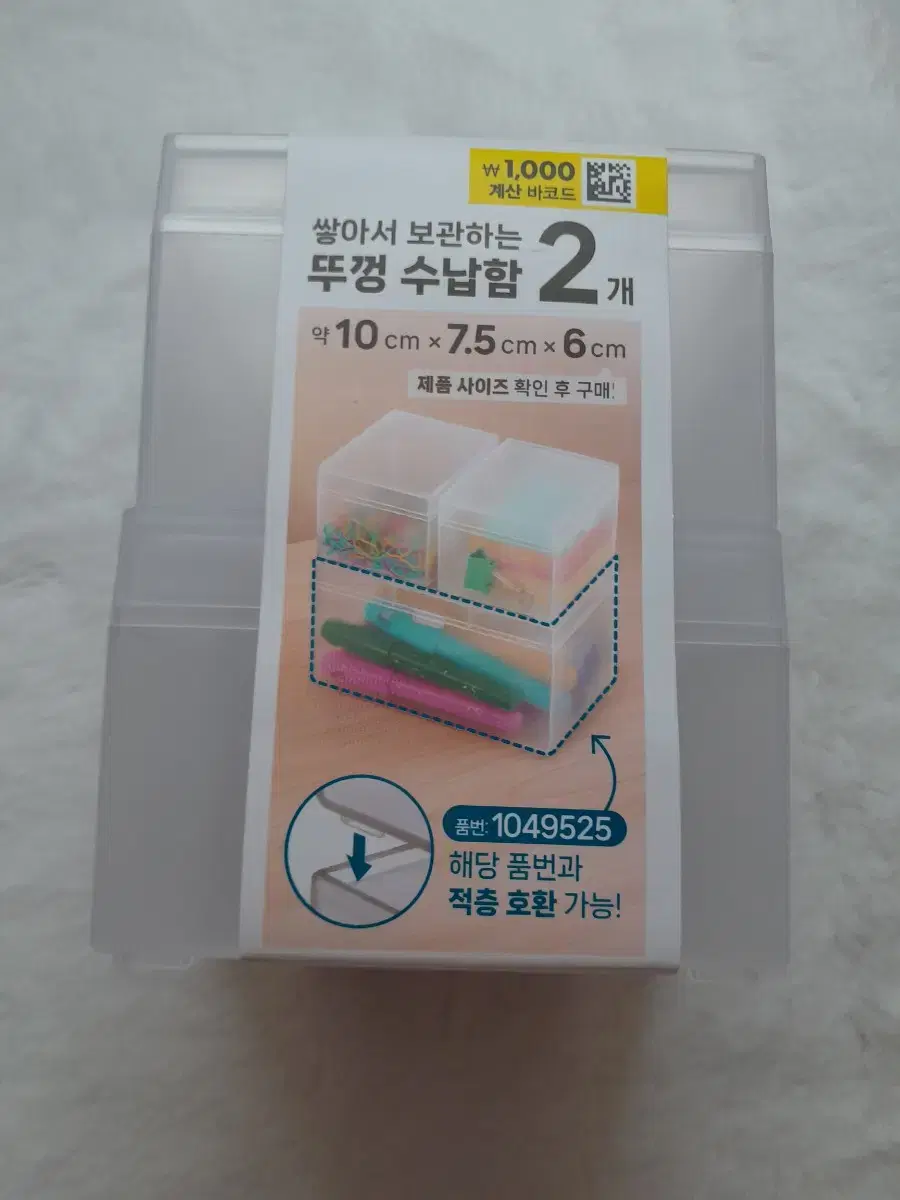 ₩1,000
계산 바코드
쌓아서 보관하는
뚜껑 수납함 2개
약 10 cm × 7.5 cm × 6 cm
제품 사이즈 확인 후 구매!
품번: 1049525
해당 품번과
적층 호환 가능!